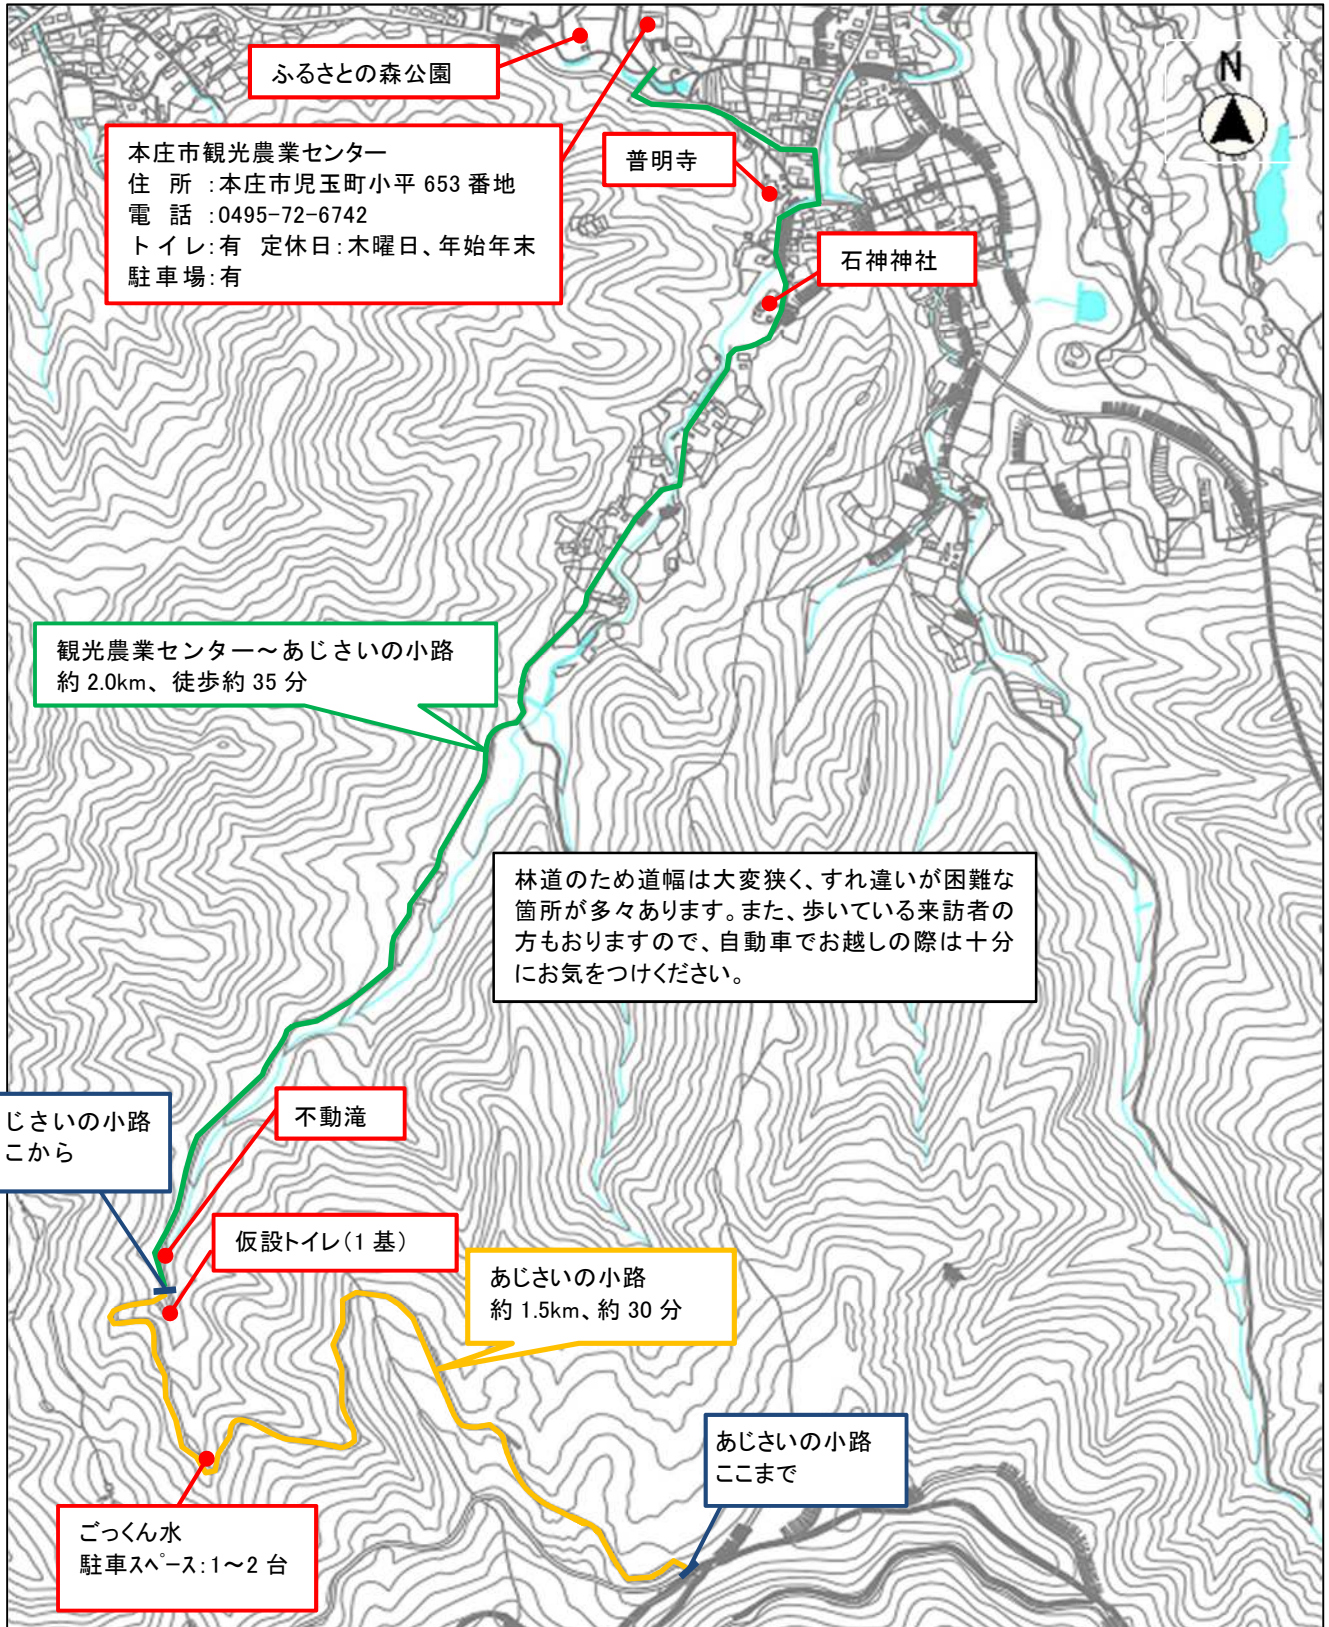 N
ふるさとの森公園
本庄市観光農業センター
住 所 :本庄市児玉町小平 653 番地
電 話 :0495-72-6742
トイレ:有 定休日:木曜日、年始年末
駐車場:有
普明寺
石神神社
観光農業センター～あじさいの小路
約 2.0km、徒歩約 35 分
林道のため道幅は大変狭く、すれ違いが困難な
箇所が多々あります。また、歩いている来訪者の
方もおりますので、自動車でお越しの際は十分
にお気をつけください。
じさいの小路
こから
不動滝
仮設トイレ(1 基)
あじさいの小路
約 1.5km、約 30 分
あじさいの小路
ここまで
ごっくん水
駐車スペース:1～2 台